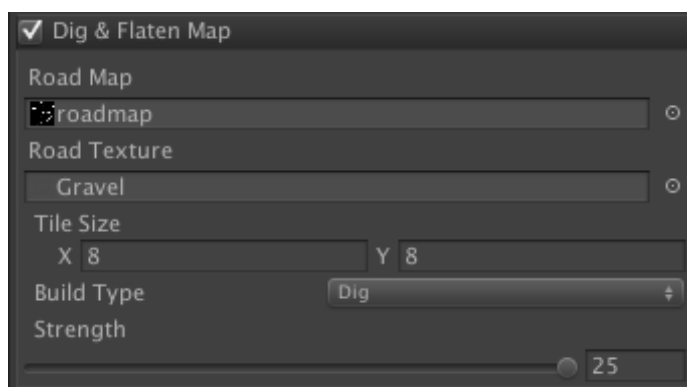 Dig & Flaten Map
Road Map
roadmap
Road Texture
Gravel
Tile Size
X 8 Y 8
Build Type Dig
Strength
25